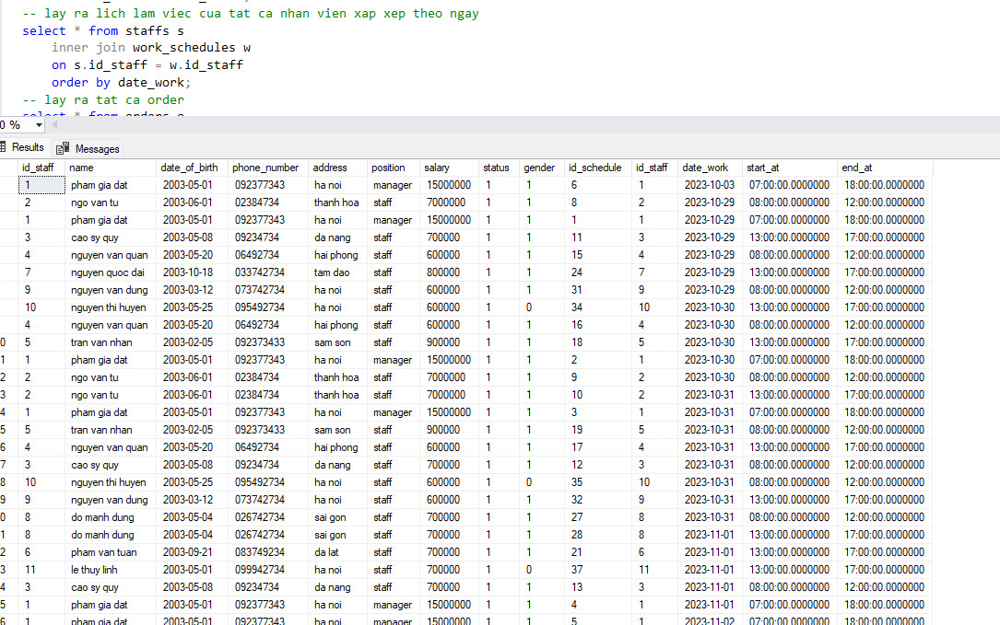 -- lay ra lich lam viec cua tat ca nhan vien xap xep theo ngay
select * from staffs s
inner join work_schedules w
on s.id_staff = w.id_staff
order by date_work;
-- lay ra tat ca order
select * from orders o
0 %
Results Messages
id_staff name date_of_birth phone_number address position salary status gender id_schedule id_staff date_work start_at end_at
1 pham gia dat 2003-05-01 092377343 ha noi manager 15000000 1 1 6 1 2023-10-03 07:00:00.0000000 18:00:00.0000000
2 ngo van tu 2003-06-01 02384734 thanh hoa staff 7000000 1 1 8 2 2023-10-29 08:00:00.0000000 12:00:00.0000000
1 pham gia dat 2003-05-01 092377343 ha noi manager 15000000 1 1 1 1 2023-10-29 07:00:00.0000000 18:00:00.0000000
3 cao sy quy 2003-05-08 09234734 da nang staff 700000 1 1 11 3 2023-10-29 13:00:00.0000000 17:00:00.0000000
4 nguyen van quan 2003-05-20 06492734 hai phong staff 600000 1 1 15 4 2023-10-29 08:00:00.0000000 12:00:00.0000000
7 nguyen quoc dai 2003-10-18 033742734 tam dao staff 800000 1 1 24 7 2023-10-29 13:00:00.0000000 17:00:00.0000000
9 nguyen van dung 2003-03-12 073742734 ha noi staff 600000 1 1 31 9 2023-10-29 08:00:00.0000000 12:00:00.0000000
10 nguyen thi huyen 2003-05-25 095492734 ha noi staff 600000 1 0 34 10 2023-10-30 13:00:00.0000000 17:00:00.0000000
4 nguyen van quan 2003-05-20 06492734 hai phong staff 600000 1 1 16 4 2023-10-30 08:00:00.0000000 12:00:00.0000000
0 5 tran van nhan 2003-02-05 092373433 sam son staff 900000 1 1 18 5 2023-10-30 13:00:00.0000000 17:00:00.0000000
1 1 pham gia dat 2003-05-01 092377343 ha noi manager 15000000 1 1 2 1 2023-10-30 07:00:00.0000000 18:00:00.0000000
2 2 ngo van tu 2003-06-01 02384734 thanh hoa staff 7000000 1 1 9 2 2023-10-30 08:00:00.0000000 12:00:00.0000000
3 2 ngo van tu 2003-06-01 02384734 thanh hoa staff 7000000 1 1 10 2 2023-10-31 13:00:00.0000000 17:00:00.0000000
4 1 pham gia dat 2003-05-01 092377343 ha noi manager 15000000 1 1 3 1 2023-10-31 07:00:00.0000000 18:00:00.0000000
5 5 tran van nhan 2003-02-05 092373433 sam son staff 900000 1 1 19 5 2023-10-31 08:00:00.0000000 12:00:00.0000000
6 4 nguyen van quan 2003-05-20 06492734 hai phong staff 600000 1 1 17 4 2023-10-31 13:00:00.0000000 17:00:00.0000000
7 3 cao sy quy 2003-05-08 09234734 da nang staff 700000 1 1 12 3 2023-10-31 08:00:00.0000000 12:00:00.0000000
8 10 nguyen thi huyen 2003-05-25 095492734 ha noi staff 600000 1 0 35 10 2023-10-31 08:00:00.0000000 12:00:00.0000000
9 9 nguyen van dung 2003-03-12 073742734 ha noi staff 600000 1 1 32 9 2023-10-31 13:00:00.0000000 17:00:00.0000000
0 8 do manh dung 2003-05-04 026742734 sai gon staff 700000 1 1 27 8 2023-10-31 08:00:00.0000000 12:00:00.0000000
1 8 do manh dung 2003-05-04 026742734 sai gon staff 700000 1 1 28 8 2023-11-01 13:00:00.0000000 17:00:00.0000000
2 6 pham van tuan 2003-09-21 083749234 da lat staff 700000 1 1 21 6 2023-11-01 13:00:00.0000000 17:00:00.0000000
3 11 le thuy linh 2003-05-01 099942734 ha noi staff 700000 1 0 37 11 2023-11-01 13:00:00.0000000 17:00:00.0000000
4 3 cao sy quy 2003-05-08 09234734 da nang staff 700000 1 1 13 3 2023-11-01 08:00:00.0000000 12:00:00.0000000
5 1 pham gia dat 2003-05-01 092377343 ha noi manager 15000000 1 1 4 1 2023-11-01 07:00:00.0000000 18:00:00.0000000
6 1 pham gia dat 2003-05-01 092377343 ha noi manager 15000000 1 1 5 1 2023-11-02 07:00:00.0000000 18:00:00.0000000